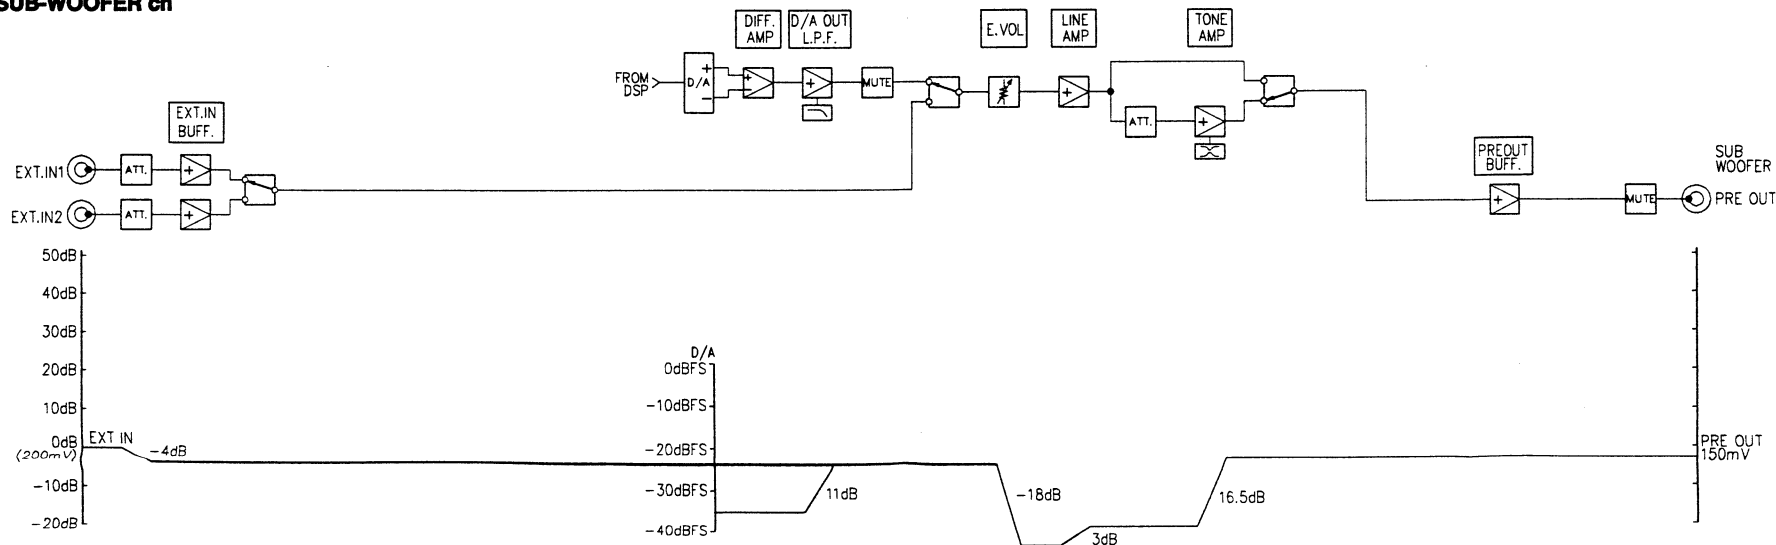 SUB-WOOFER ch
DIFF. AMP
D/A OUT L.P.F.
E.VOL
LINE AMP
TONE AMP
FROM DSP
D/A
+
−
+
−
+
MUTE
+
ATT.
+
EXT.IN BUFF.
EXT.IN1
ATT.
+
EXT.IN2
ATT.
+
PREOUT BUFF.
+
MUTE
SUB WOOFER
PRE OUT
50dB
40dB
30dB
20dB
10dB
0dB
(200mV)
-10dB
-20dB
EXT IN
-4dB
D/A
0dBFS
-10dBFS
-20dBFS
-30dBFS
-40dBFS
11dB
-18dB
3dB
16.5dB
PRE OUT
150mV